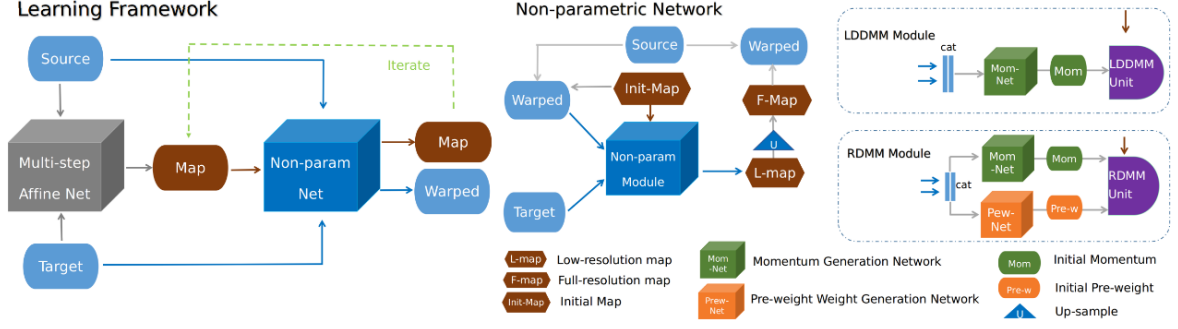 Learning Framework
Source
Iterate
Multi-step
Affine Net
Map
Non-param
Net
Map
Warped
Target
Non-parametric Network
Source
Warped
Warped
Init-Map
F-Map
U
Non-param
Module
L-map
Target
LDDMM Module
cat
Mom-
Net
Mom
LDDMM
Unit
RDMM Module
cat
Mom
-Net
Mom
RDMM
Unit
Pew-
Net
Pre-w
L-map Low-resolution map
F-map Full-resolution map
Init-Map Initial Map
Mom
-Net
Momentum Generation Network
Prew-
Net
Pre-weight Weight Generation Network
Mom Initial Momentum
Pre-w Initial Pre-weight
U Up-sample